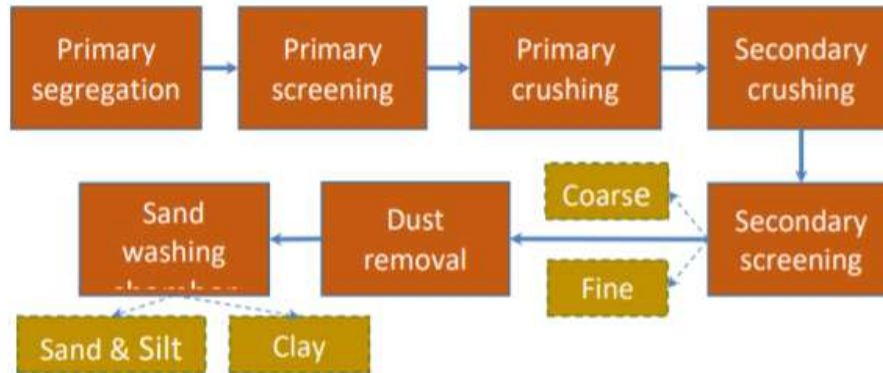 Primary
segregation
Primary
screening
Primary
crushing
Secondary
crushing
Secondary
screening
Coarse
Fine
Dust
removal
Sand
washing
Sand & Silt
Clay